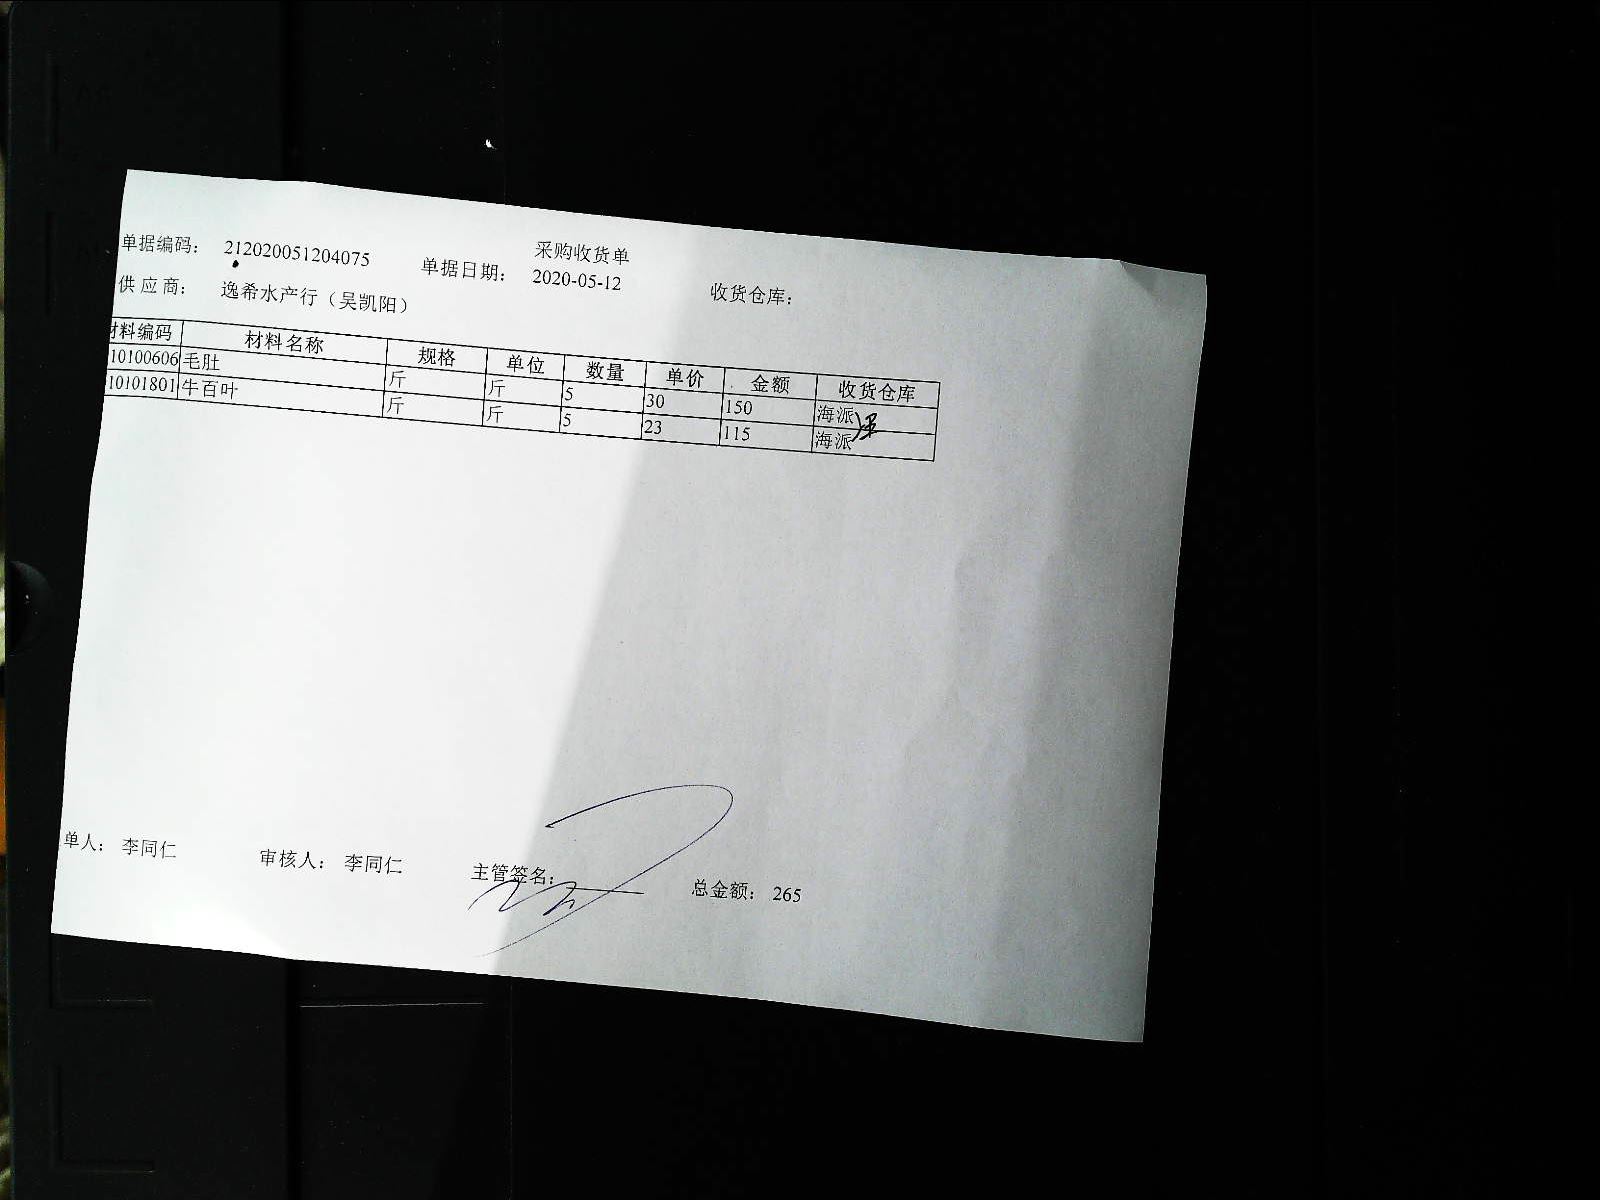 采购收货单
单据编码： 212020051204075 单据日期： 2020-05-12 收货仓库：
供应商： 逸希水产行（吴凯阳）
材料编码 材料名称 规格 单位 数量 单价 金额 收货仓库
10100606 毛肚 斤 斤 5 30 150 海派
10101801 牛百叶 斤 斤 5 23 115 海派
单人： 李同仁 审核人： 李同仁 主管签名： 总金额： 265